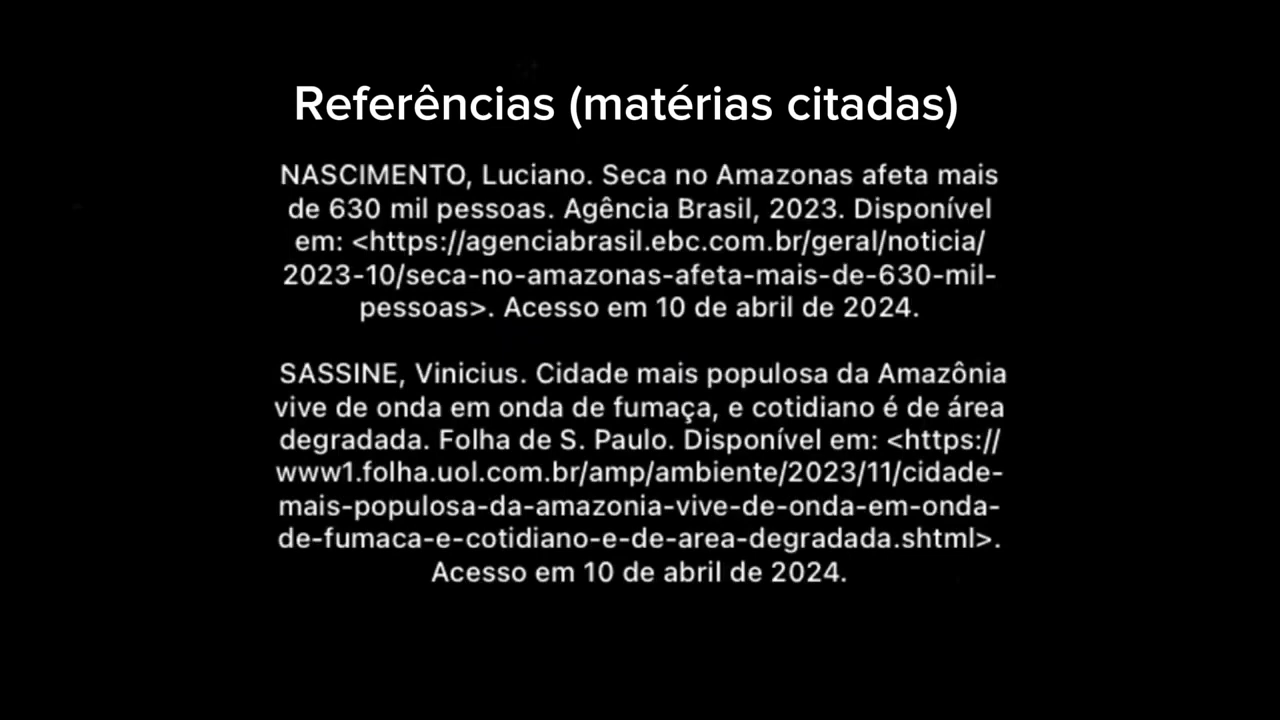 Referências (matérias citadas)
NASCIMENTO, Luciano. Seca no Amazonas afeta mais
de 630 mil pessoas. Agência Brasil, 2023. Disponível
em: <https://agenciabrasil.ebc.com.br/geral/noticia/
2023-10/seca-no-amazonas-afeta-mais-de-630-mil-
pessoas>. Acesso em 10 de abril de 2024.
SASSINE, Vinicius. Cidade mais populosa da Amazônia
vive de onda em onda de fumaça, e cotidiano é de área
degradada. Folha de S. Paulo. Disponível em: <https://
www1.folha.uol.com.br/amp/ambiente/2023/11/cidade-
mais-populosa-da-amazonia-vive-de-onda-em-onda-
de-fumaca-e-cotidiano-e-de-area-degradada.shtml>.
Acesso em 10 de abril de 2024.